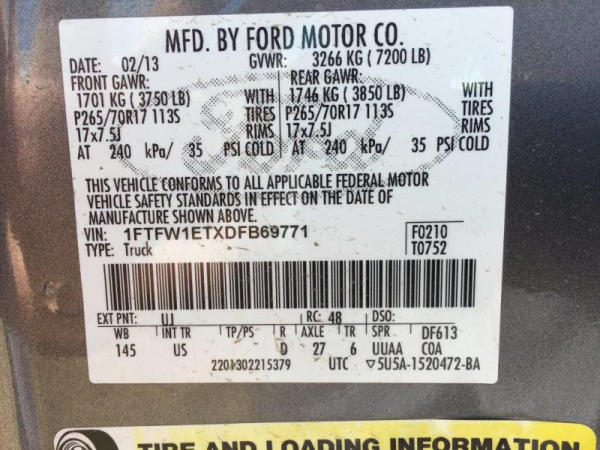 MFD. BY FORD MOTOR CO.
DATE: 02/13 GVWR: 3266 KG ( 7200 LB)
FRONT GAWR: REAR GAWR:
1701 KG ( 3750 LB) WITH 1746 KG ( 3850 LB) WITH
P265/70R17 113S TIRES P265/70R17 113S TIRES
17x7.5J RIMS 17x7.5J RIMS
AT 240 kPa/ 35 PSI COLD AT 240 kPa/ 35 PSI COLD
Ford
THIS VEHICLE CONFORMS TO ALL APPLICABLE FEDERAL MOTOR
VEHICLE SAFETY STANDARDS IN EFFECT ON THE DATE OF
MANUFACTURE SHOWN ABOVE.
VIN: 1FTFW1ETXDFB69771 F0210
TYPE: Truck T0752
EXT PNT: UJ RC: 48 DSO:
WB INT TR TP/PS R AXLE TR SPR DF613
145 US D 27 6 UUAA COA
2201302215379 UTC ▽5U5A-1520472-BA
TIRE AND LOADING INFORMATION